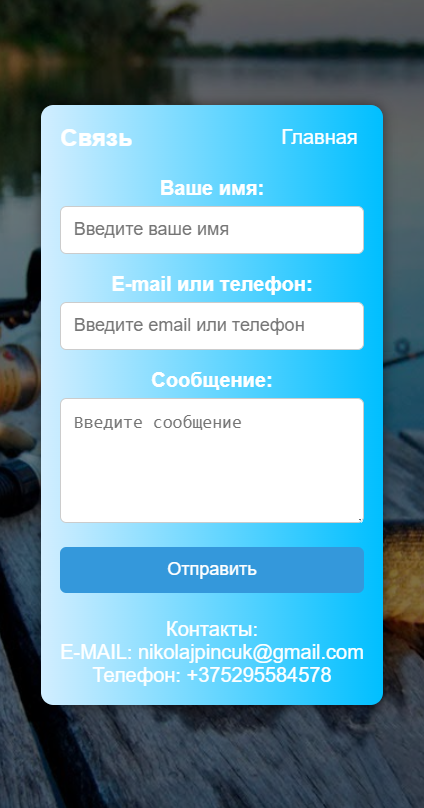 Связь Главная
Ваше имя:
Введите ваше имя
E-mail или телефон:
Введите email или телефон
Сообщение:
Введите сообщение
Отправить
Контакты:
E-MAIL: nikolajpincuk@gmail.com
Телефон: +375295584578